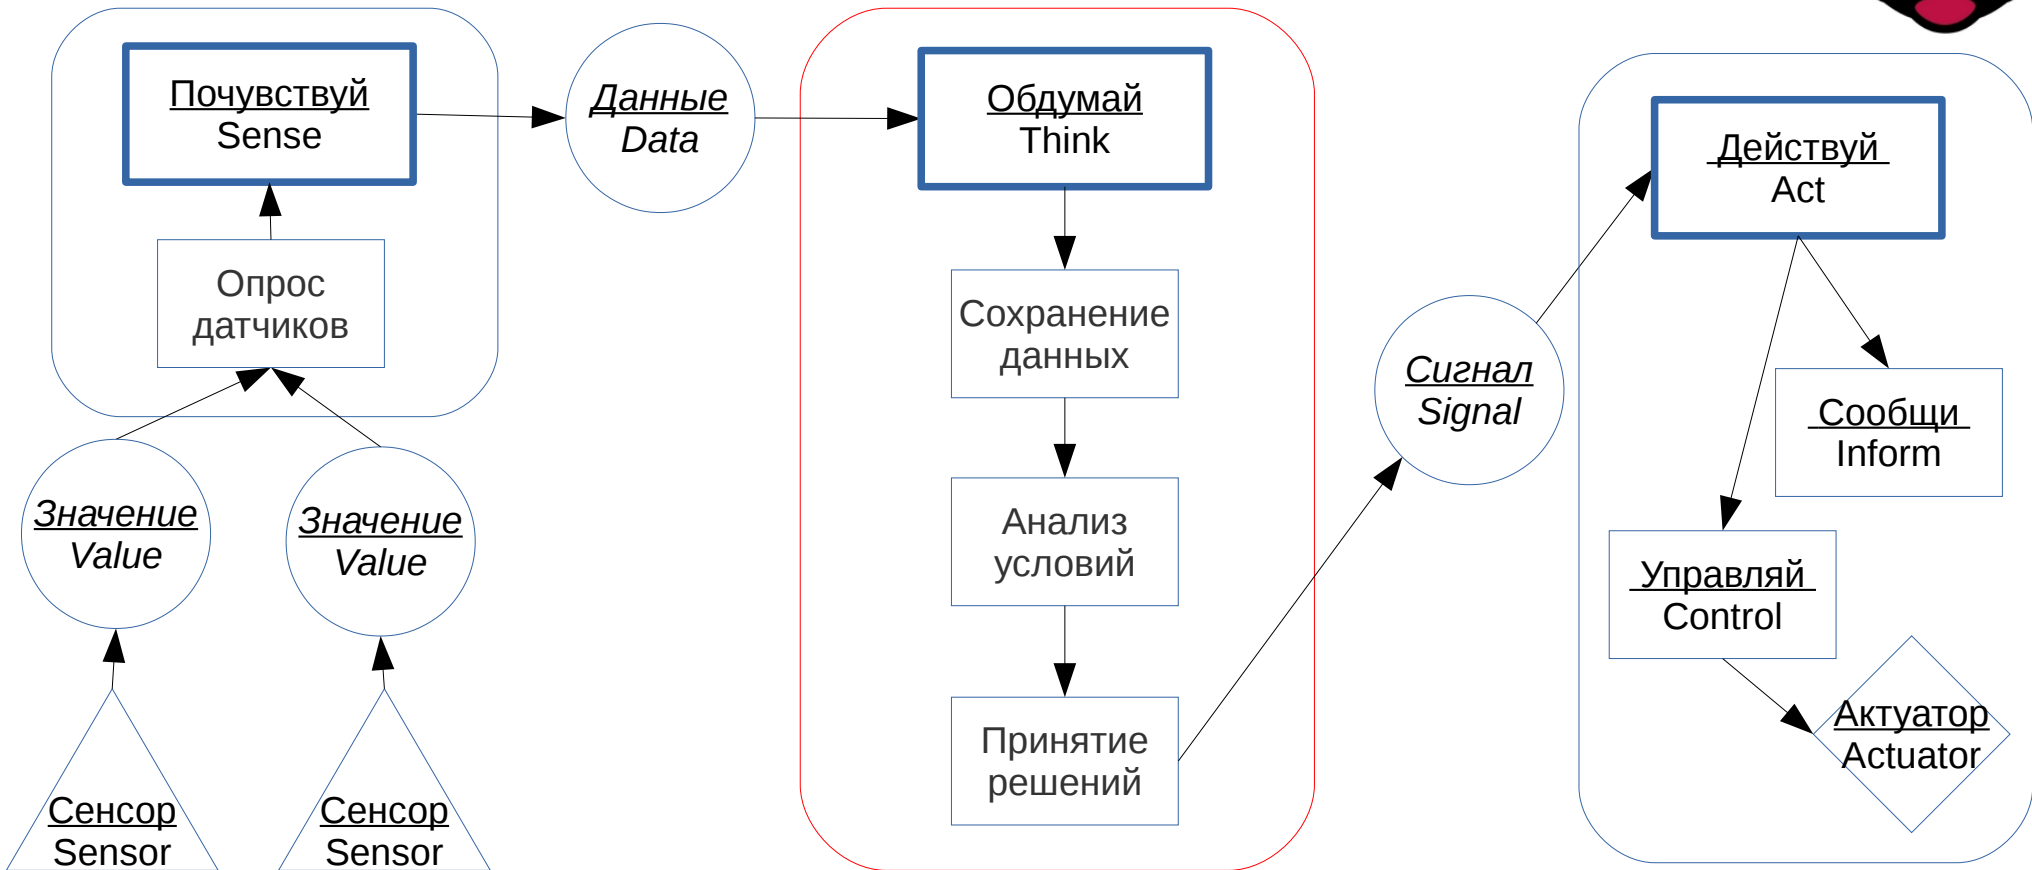 Почувствуй
Sense
Опрос
датчиков
Значение
Value
Значение
Value
Сенсор
Sensor
Сенсор
Sensor
Данные
Data
Обдумай
Think
Сохранение
данных
Анализ
условий
Принятие
решений
Сигнал
Signal
Действуй
Act
Сообщи
Inform
Управляй
Control
Актуатор
Actuator